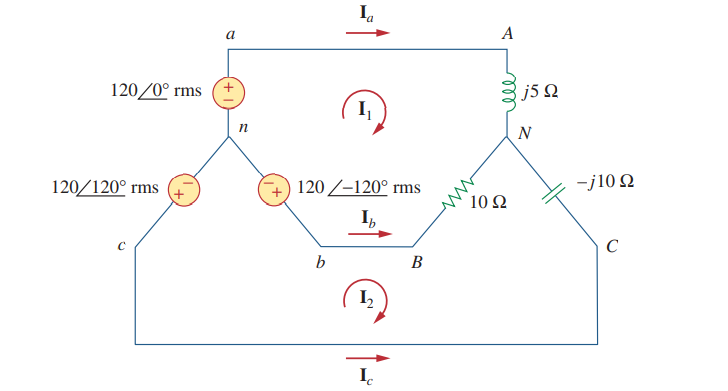 I_a
a
A
120∠0° rms
+
−
j5 Ω
I_1
n
N
120∠120° rms
−
+
−
+
120∠−120° rms
10 Ω
−j10 Ω
I_b
c
C
b
B
I_2
I_c